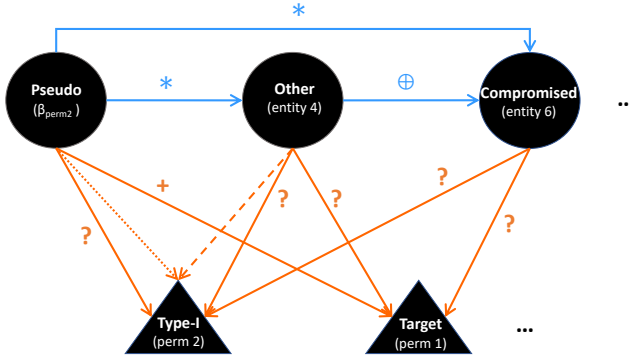 *
Pseudo
(βperm2 )
*
Other
(entity 4)
⊕
Compromised
(entity 6)
..
+
?
?
?
?
?
Type-I
(perm 2)
Target
(perm 1)
...